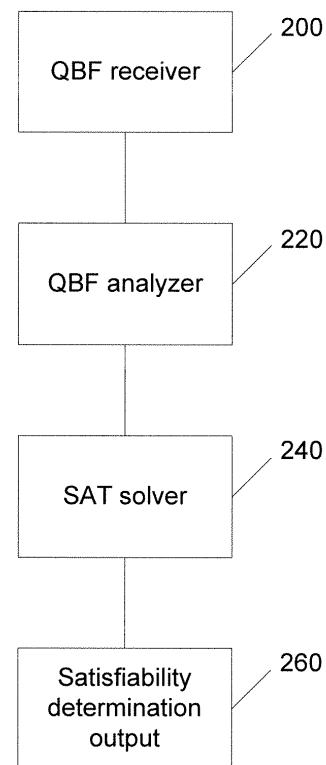 200
QBF receiver
220
QBF analyzer
240
SAT solver
260
Satisfiability
determination
output